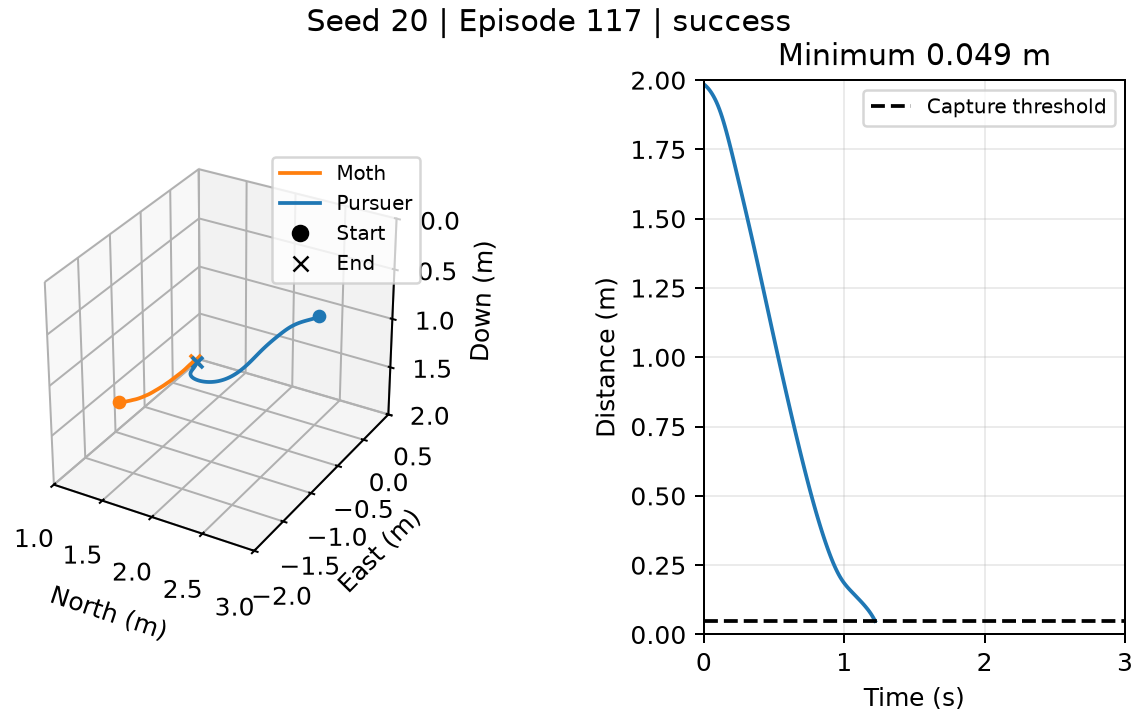 Seed 20 | Episode 117 | success
Moth
Pursuer
Start
End
0.0
0.5
1.0
1.5
2.0
Down (m)
0.5
0.0
−0.5
−1.0
−1.5
−2.0
East (m)
1.0
1.5
2.0
2.5
3.0
North (m)
Minimum 0.049 m
Capture threshold
2.00
1.75
1.50
1.25
1.00
0.75
0.50
0.25
0.00
Distance (m)
0 1 2 3
Time (s)